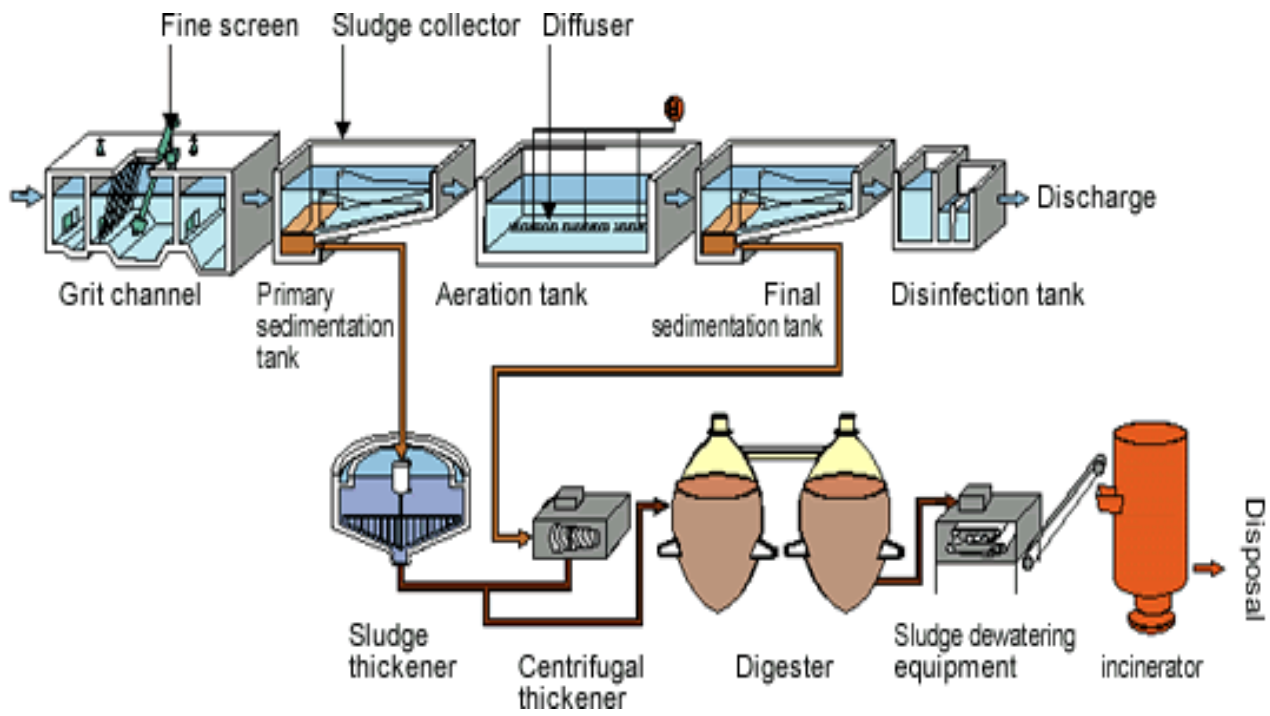 Fine screen
Sludge collector
Diffuser
Discharge
Grit channel
Primary
sedimentation
tank
Aeration tank
Final
sedimentation tank
Disinfection tank
Sludge
thickener
Centrifugal
thickener
Digester
Sludge dewatering
equipment
incinerator
Disposal